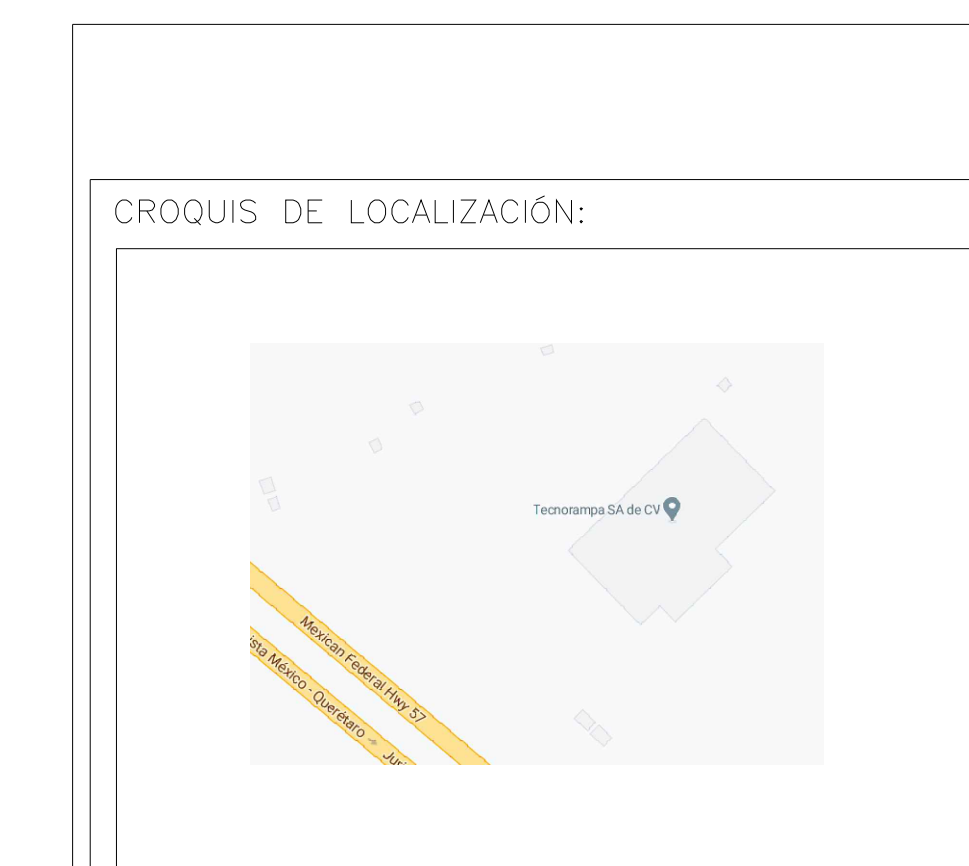 CROQUIS DE LOCALIZACIÓN:
Tecnorampa SA de CV
Mexican Federal Hwy 57
México - Querétaro